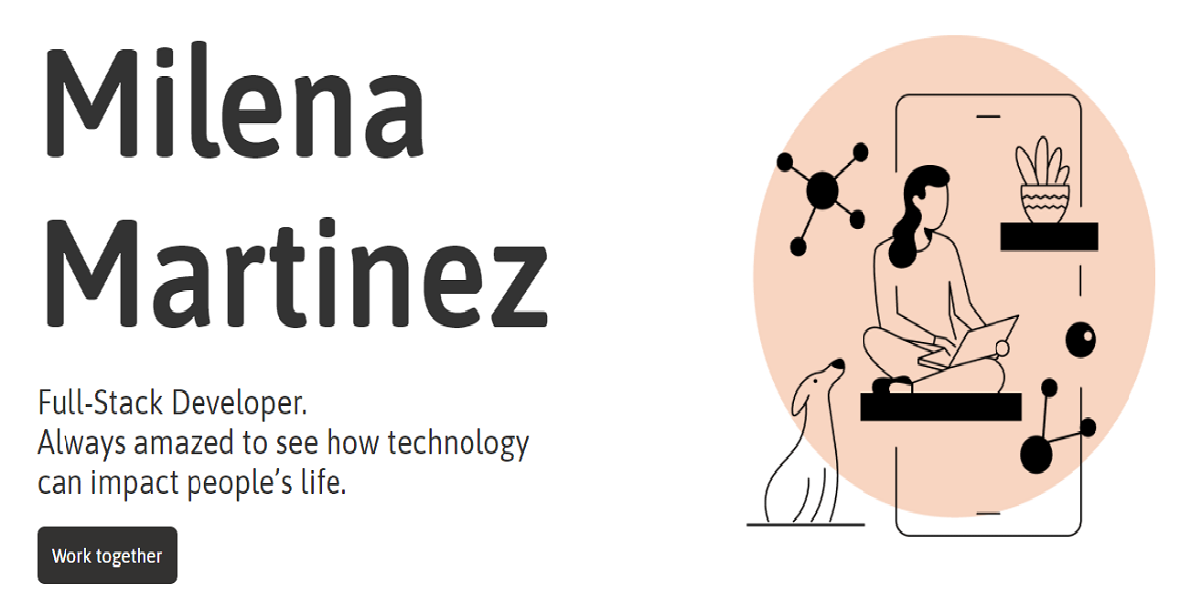 Milena
Martinez
Full-Stack Developer.
Always amazed to see how technology
can impact people’s life.
Work together